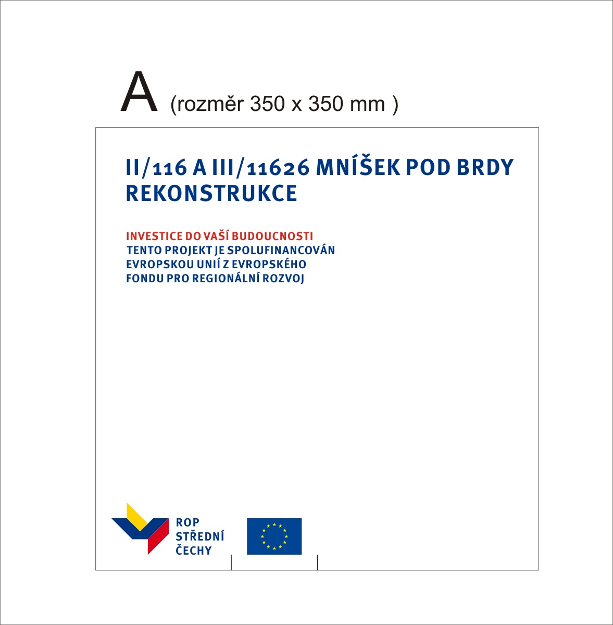 A (rozměr 350 x 350 mm )
II/116 A III/11626 MNÍŠEK POD BRDY
REKONSTRUKCE
INVESTICE DO VAŠÍ BUDOUCNOSTI
TENTO PROJEKT JE SPOLUFINANCOVÁN
EVROPSKOU UNIÍ Z EVROPSKÉHO
FONDU PRO REGIONÁLNÍ ROZVOJ
ROP
STŘEDNÍ
ČECHY